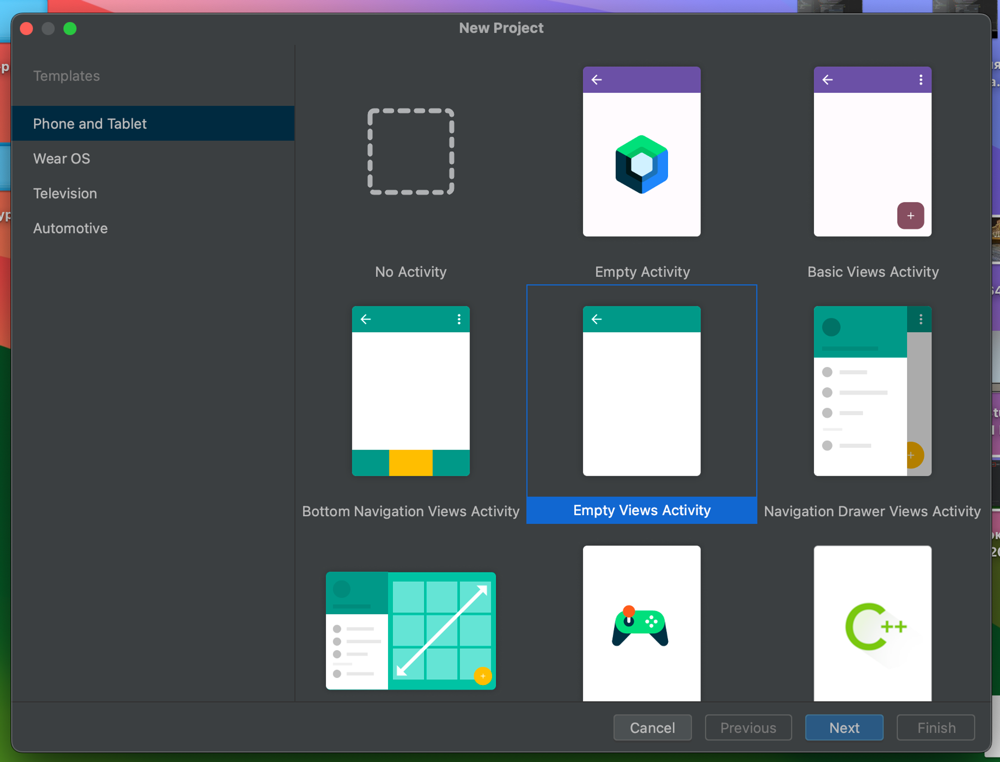 New Project
Templates
Phone and Tablet
Wear OS
Television
Automotive
No Activity
Empty Activity
Basic Views Activity
Bottom Navigation Views Activity
Empty Views Activity
Navigation Drawer Views Activity
C++
Cancel
Previous
Next
Finish